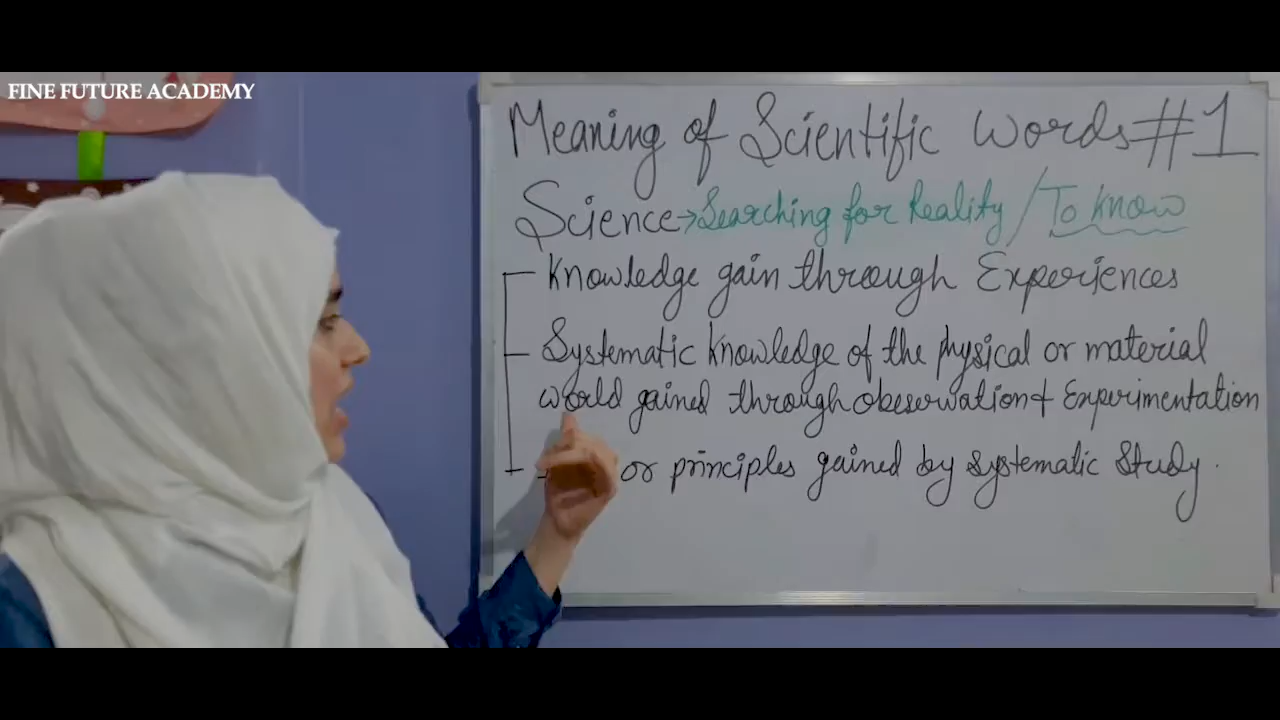 FINE FUTURE ACADEMY
Meaning of Scientific Words #1
Science → Searching for Reality / To know
Knowledge gain through Experiences
Systematic knowledge of the physical or material
world gained through obeservation + Experimentation
or principles gained by Systematic Study.